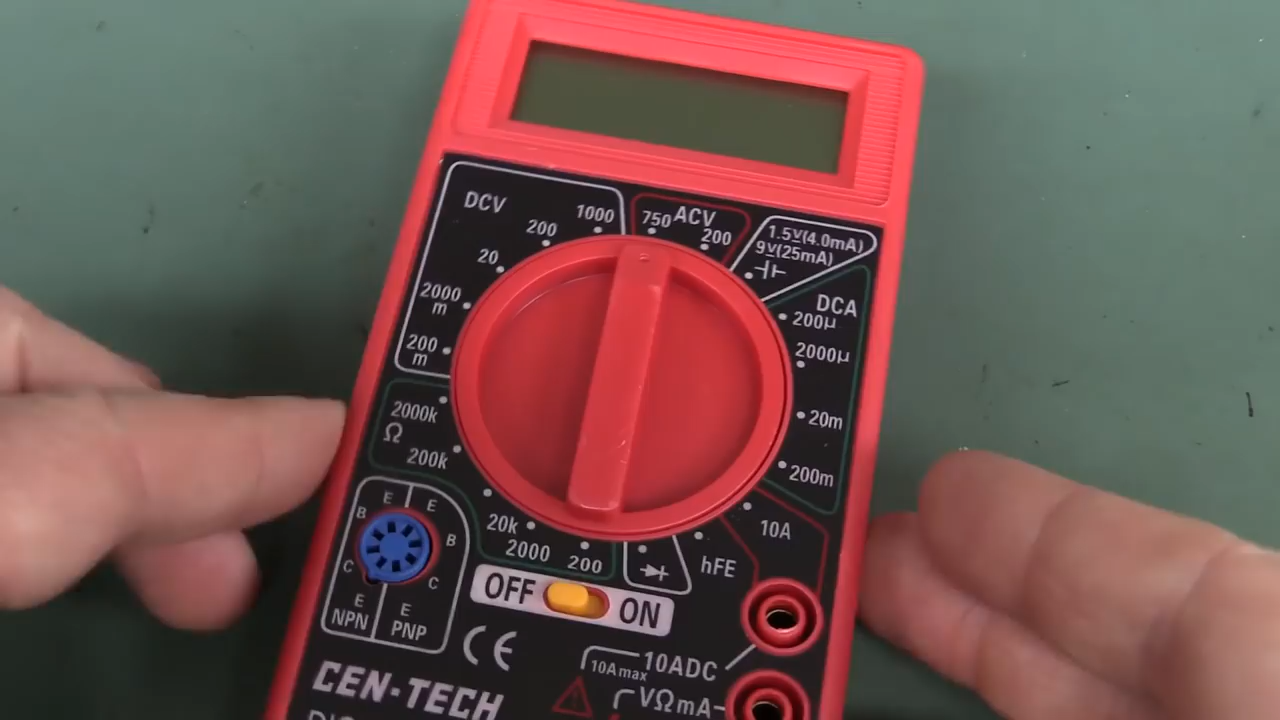 DCV
1000
200
20
2000
m
200
m
750
ACV
200
1.5V(4.0mA)
9V(25mA)
DCA
200µ
2000µ
20m
200m
10A
hFE
2000k
Ω
200k
20k
2000
200
E E
B B
C C
E E
NPN PNP
OFF ON
CE
10Amax 10ADC
VΩmA
CEN-TECH